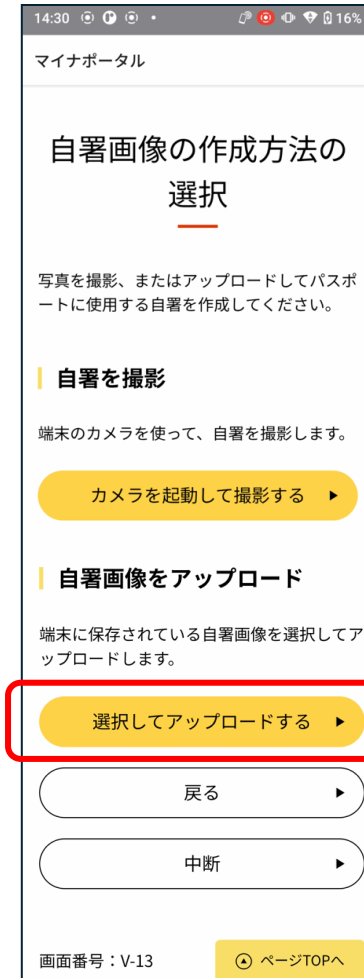 14:30
16%
マイナポータル
自署画像の作成方法の
選択
写真を撮影、またはアップロードしてパスポ
ートに使用する自署を作成してください。
自署を撮影
端末のカメラを使って、自署を撮影します。
カメラを起動して撮影する
自署画像をアップロード
端末に保存されている自署画像を選択してア
ップロードします。
選択してアップロードする
戻る
中断
画面番号：V-13
ページTOPへ